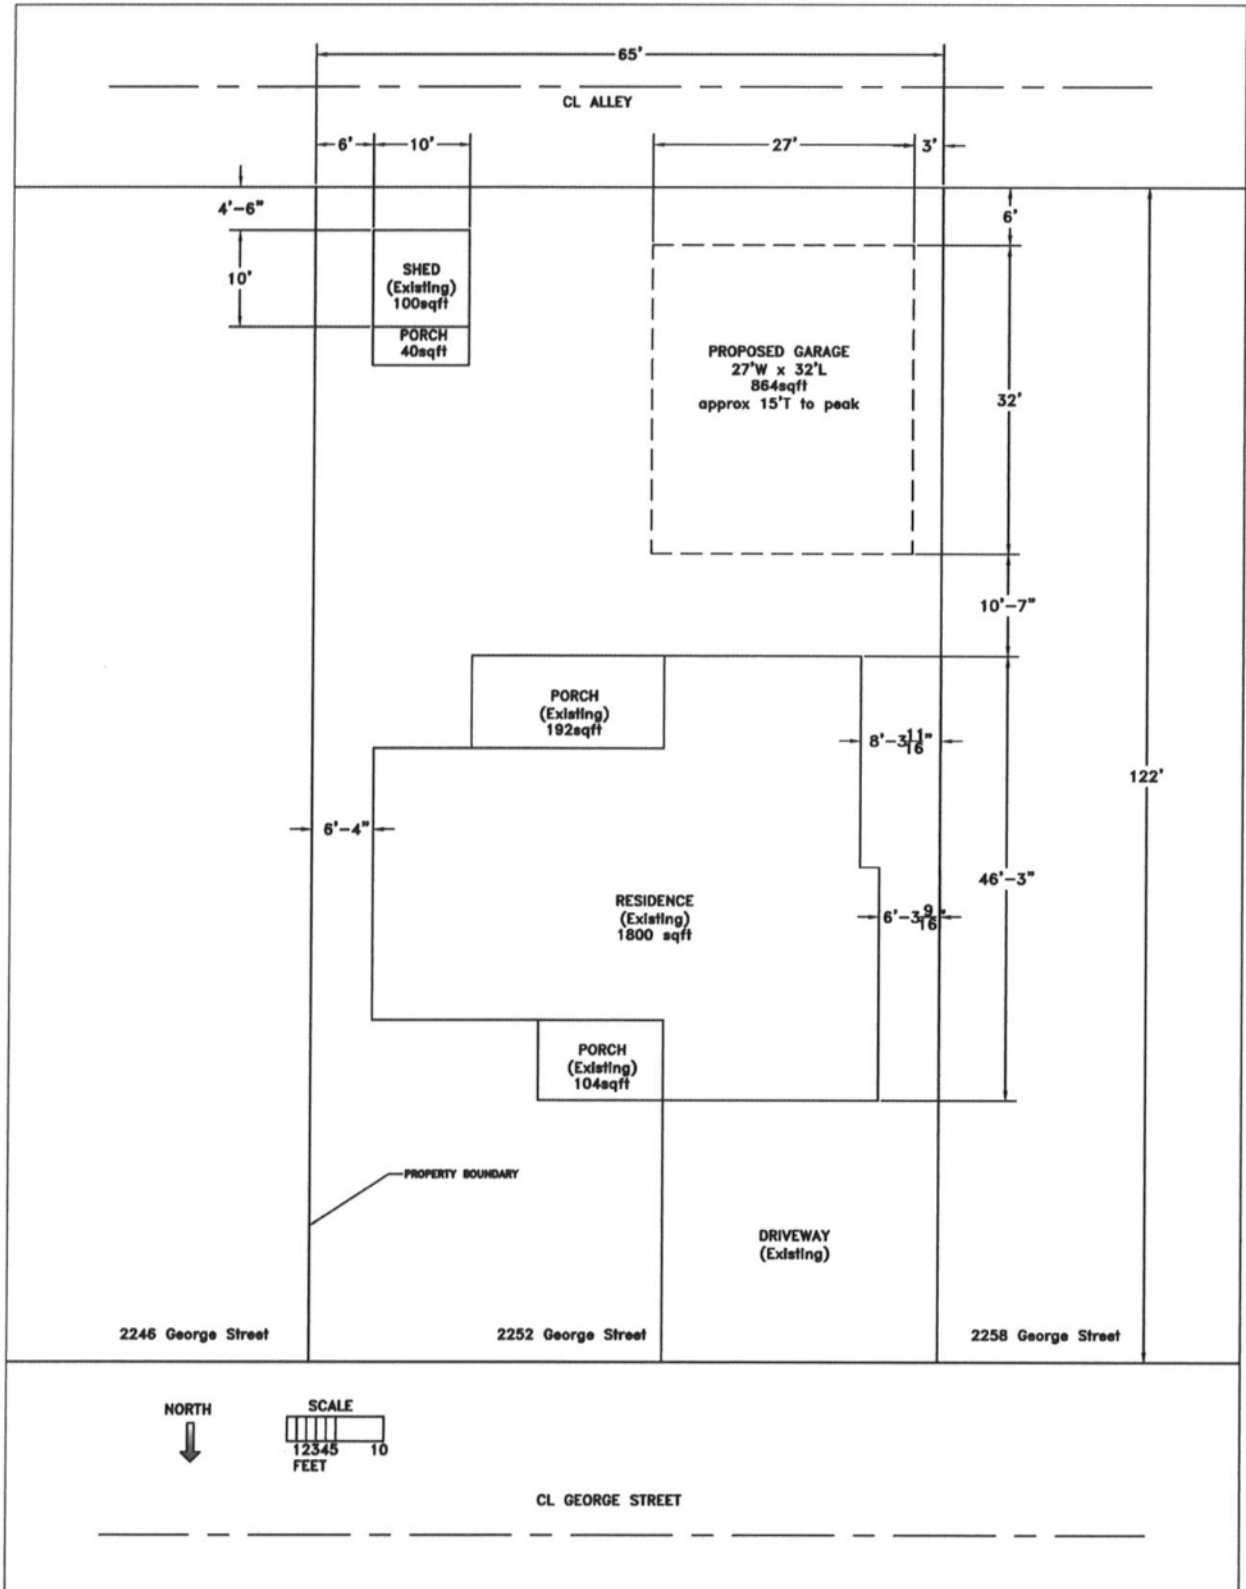 65'
CL ALLEY
6'
10'
27'
3'
4'-6"
6'
10'
SHED
(Existing)
100sqft
PORCH
40sqft
PROPOSED GARAGE
27'W x 32'L
864sqft
approx 15'T to peak
32'
10'-7"
PORCH
(Existing)
192sqft
8'-3 11/16"
122'
6'-4"
46'-3"
RESIDENCE
(Existing)
1800 sqft
6'-3 9/16"
PORCH
(Existing)
104sqft
PROPERTY BOUNDARY
DRIVEWAY
(Existing)
2246 George Street
2252 George Street
2258 George Street
NORTH
SCALE
12345 10
FEET
CL GEORGE STREET